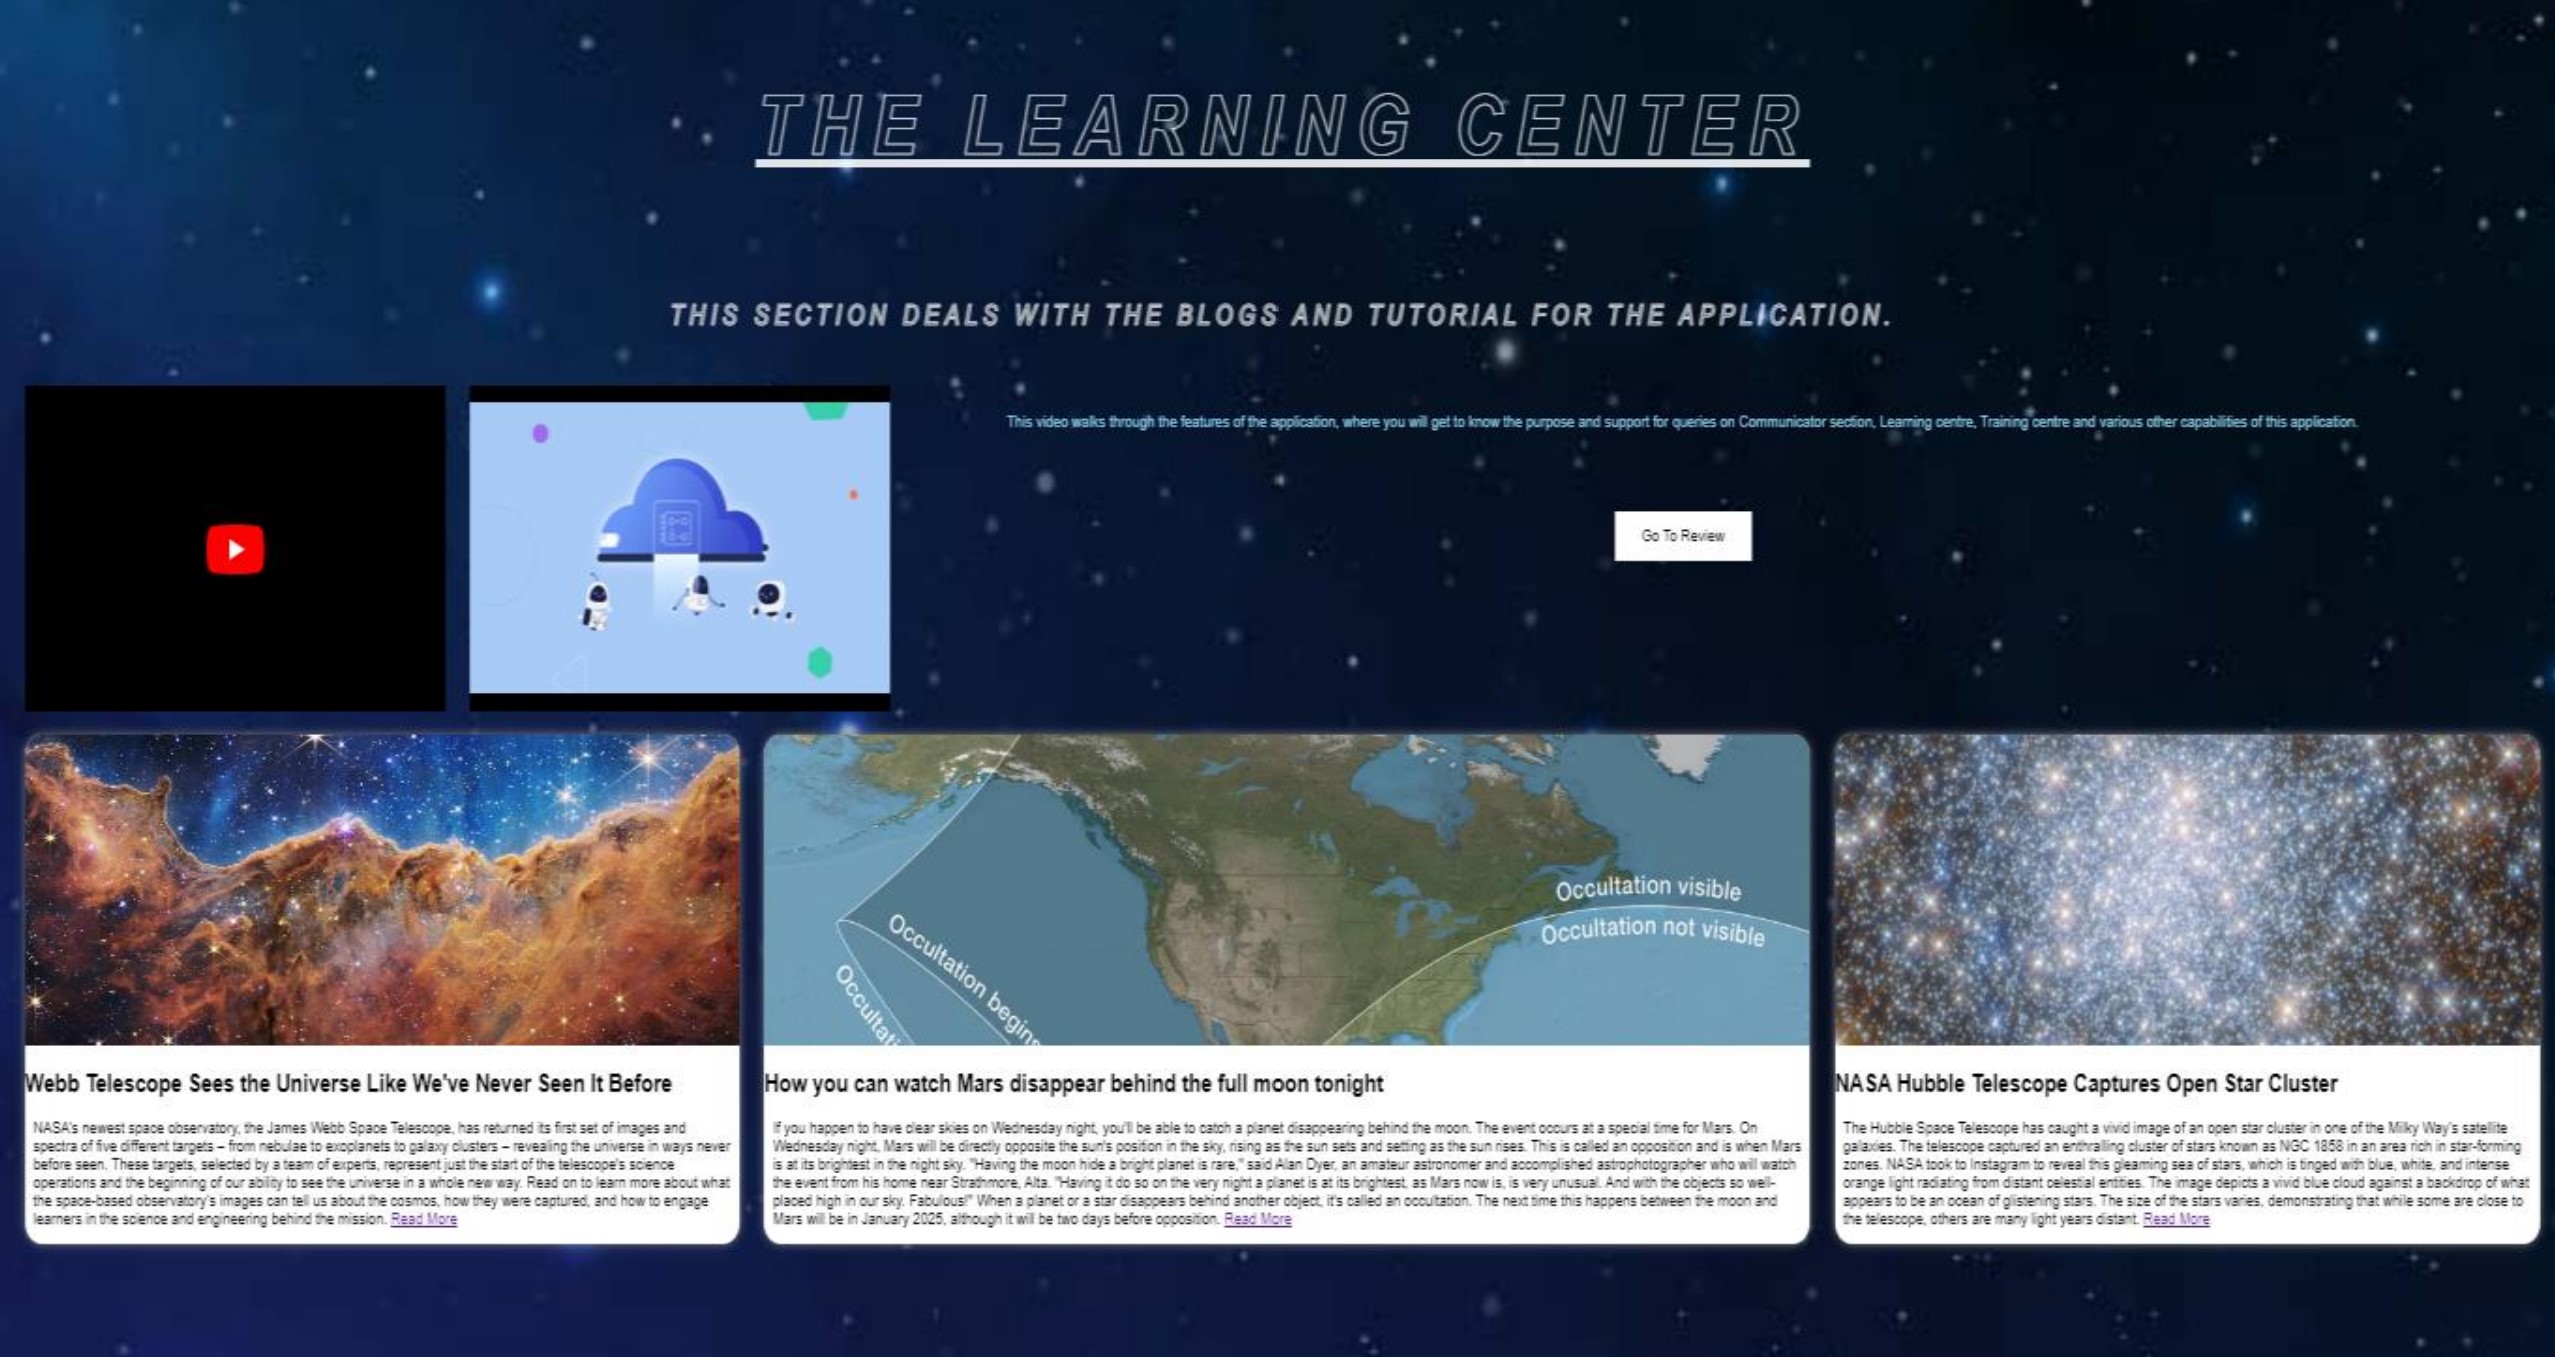 THE LEARNING CENTER
THIS SECTION DEALS WITH THE BLOGS AND TUTORIAL FOR THE APPLICATION.
This video walks through the features of the application, where you will get to know the purpose and support for queries on Communicator section, Learning centre, Training centre and various other capabilities of this application.
Go To Review
Occultation visible
Occultation not visible
Occultation begins
Occultati
Webb Telescope Sees the Universe Like We've Never Seen It Before
NASA's newest space observatory, the James Webb Space Telescope, has returned its first set of images and
spectra of five different targets – from nebulae to exoplanets to galaxy clusters – revealing the universe in ways never
before seen. These targets, selected by a team of experts, represent just the start of the telescope's science
operations and the beginning of our ability to see the universe in a whole new way. Read on to learn more about what
the space-based observatory's images can tell us about the cosmos, how they were captured, and how to engage
learners in the science and engineering behind the mission. Read More
How you can watch Mars disappear behind the full moon tonight
If you happen to have clear skies on Wednesday night, you'll be able to catch a planet disappearing behind the moon. The event occurs at a special time for Mars. On
Wednesday night, Mars will be directly opposite the sun's position in the sky, rising as the sun sets and setting as the sun rises. This is called an opposition and is when Mars
is at its brightest in the night sky. "Having the moon hide a bright planet is rare," said Alan Dyer, an amateur astronomer and accomplished astrophotographer who will watch
the event from his home near Strathmore, Alta. "Having it do so on the very night a planet is at its brightest, as Mars now is, is very unusual. And with the objects so well-
placed high in our sky. Fabulous!" When a planet or a star disappears behind another object, it's called an occultation. The next time this happens between the moon and
Mars will be in January 2025, although it will be two days before opposition. Read More
NASA Hubble Telescope Captures Open Star Cluster
The Hubble Space Telescope has caught a vivid image of an open star cluster in one of the Milky Way's satellite
galaxies. The telescope captured an enthralling cluster of stars known as NGC 1858 in an area rich in star-forming
zones. NASA took to Instagram to reveal this gleaming sea of stars, which is tinged with blue, white, and intense
orange light radiating from distant celestial entities. The image depicts a vivid blue cloud against a backdrop of what
appears to be an ocean of glistening stars. The size of the stars varies, demonstrating that while some are close to
the telescope, others are many light years distant. Read More